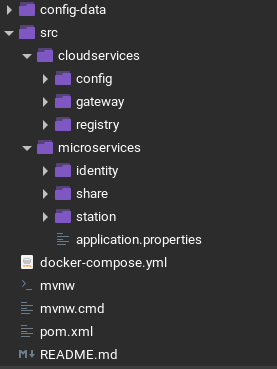 config-data
src
cloudservices
config
gateway
registry
microservices
identity
share
station
application.properties
docker-compose.yml
mvnw
mvnw.cmd
pom.xml
README.md